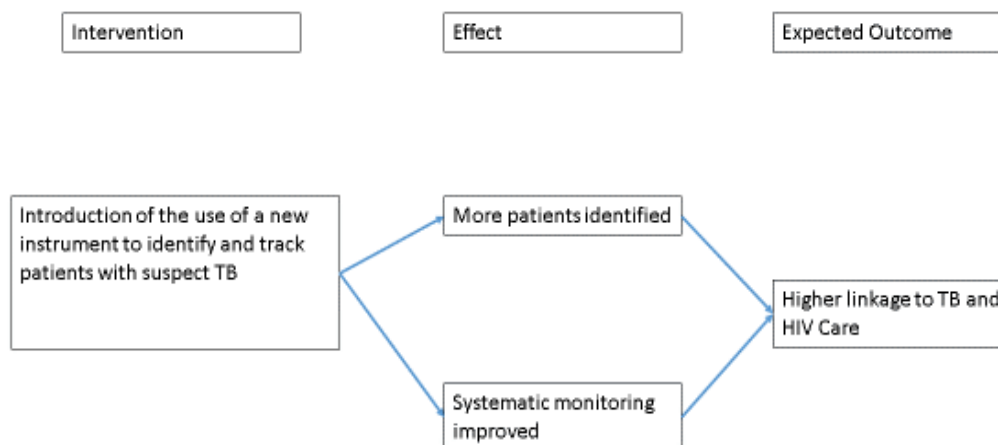 Intervention
Effect
Expected Outcome
Introduction of the use of a new
instrument to identify and track
patients with suspect TB
More patients identified
Higher linkage to TB and
HIV Care
Systematic monitoring
improved